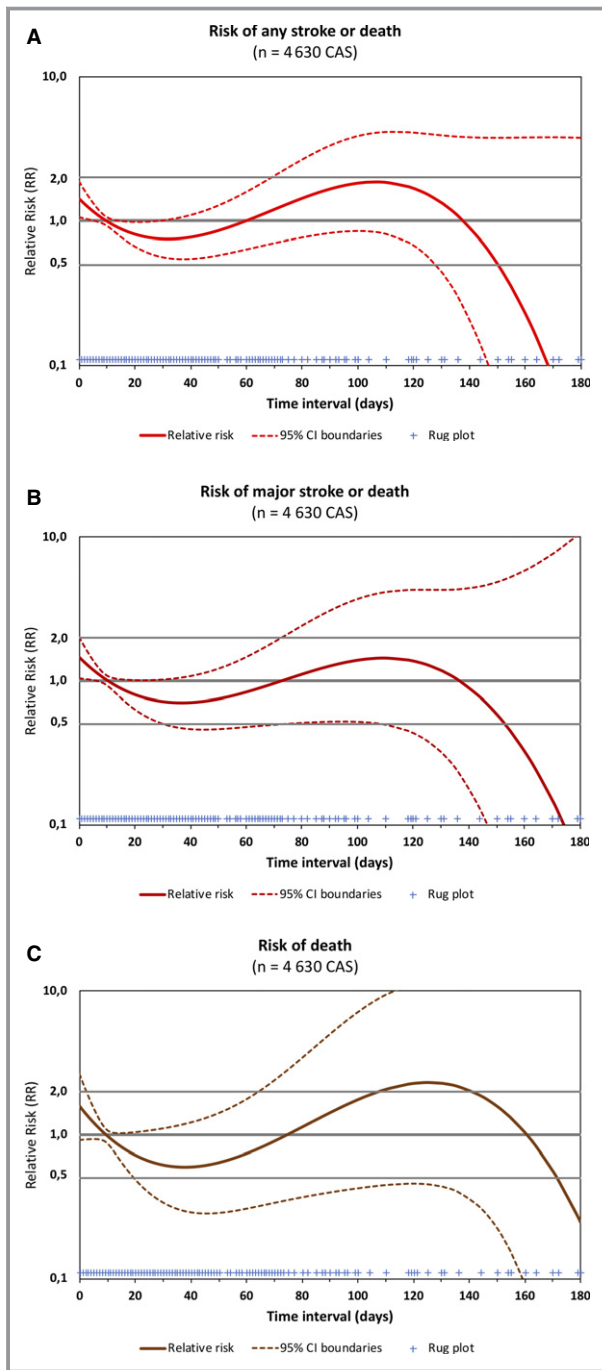 A
Risk of any stroke or death
(n = 4 630 CAS)
Relative Risk (RR)
10,0
2,0
1,0
0,5
0,1
0 20 40 60 80 100 120 140 160 180
Time interval (days)
Relative risk 95% CI boundaries + Rug plot
B
Risk of major stroke or death
(n = 4 630 CAS)
Relative Risk (RR)
10,0
2,0
1,0
0,5
0,1
0 20 40 60 80 100 120 140 160 180
Time interval (days)
Relative risk 95% CI boundaries + Rug plot
C
Risk of death
(n = 4 630 CAS)
Relative Risk (RR)
10,0
2,0
1,0
0,5
0,1
0 20 40 60 80 100 120 140 160 180
Time interval (days)
Relative risk 95% CI boundaries + Rug plot